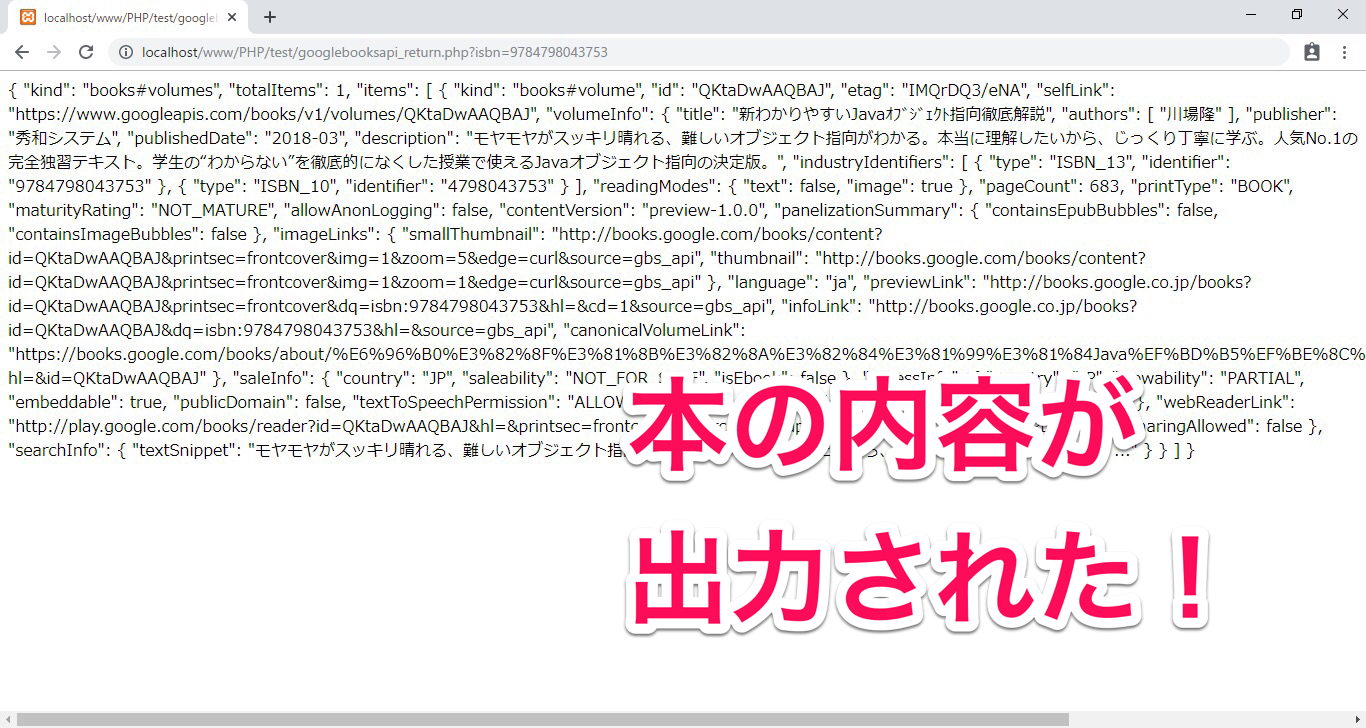 localhost/www/PHP/test/googlel
localhost/www/PHP/test/googlebooksapi_return.php?isbn=9784798043753
{ "kind": "books#volumes", "totalItems": 1, "items": [ { "kind": "books#volume", "id": "QKtaDwAAQBAJ", "etag": "IMQrDQ3/eNA", "selfLink":
"https://www.googleapis.com/books/v1/volumes/QKtaDwAAQBAJ", "volumeInfo": { "title": "新わかりやすいJavaｵﾌﾞｼﾞｪｸﾄ指向徹底解説", "authors": [ "川場隆" ], "publisher":
"秀和システム", "publishedDate": "2018-03", "description": "モヤモヤがスッキリ晴れる、難しいオブジェクト指向がわかる。本当に理解したいから、じっくり丁寧に学ぶ。人気No.1の
完全独習テキスト。学生の“わからない”を徹底的になくした授業で使えるJavaオブジェクト指向の決定版。", "industryIdentifiers": [ { "type": "ISBN_13", "identifier":
"9784798043753" }, { "type": "ISBN_10", "identifier": "4798043753" } ], "readingModes": { "text": false, "image": true }, "pageCount": 683, "printType": "BOOK",
"maturityRating": "NOT_MATURE", "allowAnonLogging": false, "contentVersion": "preview-1.0.0", "panelizationSummary": { "containsEpubBubbles": false,
"containsImageBubbles": false }, "imageLinks": { "smallThumbnail": "http://books.google.com/books/content?
id=QKtaDwAAQBAJ&printsec=frontcover&img=1&zoom=5&edge=curl&source=gbs_api", "thumbnail": "http://books.google.com/books/content?
id=QKtaDwAAQBAJ&printsec=frontcover&img=1&zoom=1&edge=curl&source=gbs_api" }, "language": "ja", "previewLink": "http://books.google.co.jp/books?
id=QKtaDwAAQBAJ&printsec=frontcover&dq=isbn:9784798043753&hl=&cd=1&source=gbs_api", "infoLink": "http://books.google.co.jp/books?
id=QKtaDwAAQBAJ&dq=isbn:9784798043753&hl=&source=gbs_api", "canonicalVolumeLink":
"https://books.google.com/books/about/%E6%96%B0%E3%82%8F%E3%81%8B%E3%82%8A%E3%82%84%E3%81%99%E3%81%84Java%EF%BD%B5%EF%BE%8C%
hl=&id=QKtaDwAAQBAJ" }, "saleInfo": { "country": "JP", "saleability": "NOT_FOR "isEbook": false }, "viewability": "PARTIAL",
"embeddable": true, "publicDomain": false, "textToSpeechPermission": "ALLOW }, "webReaderLink":
"http://play.google.com/books/reader?id=QKtaDwAAQBAJ&hl=&printsec=frontc haringAllowed": false },
"searchInfo": { "textSnippet": "モヤモヤがスッキリ晴れる、難しいオブジェクト指 ..." } } ] }
本の内容が
出力された！